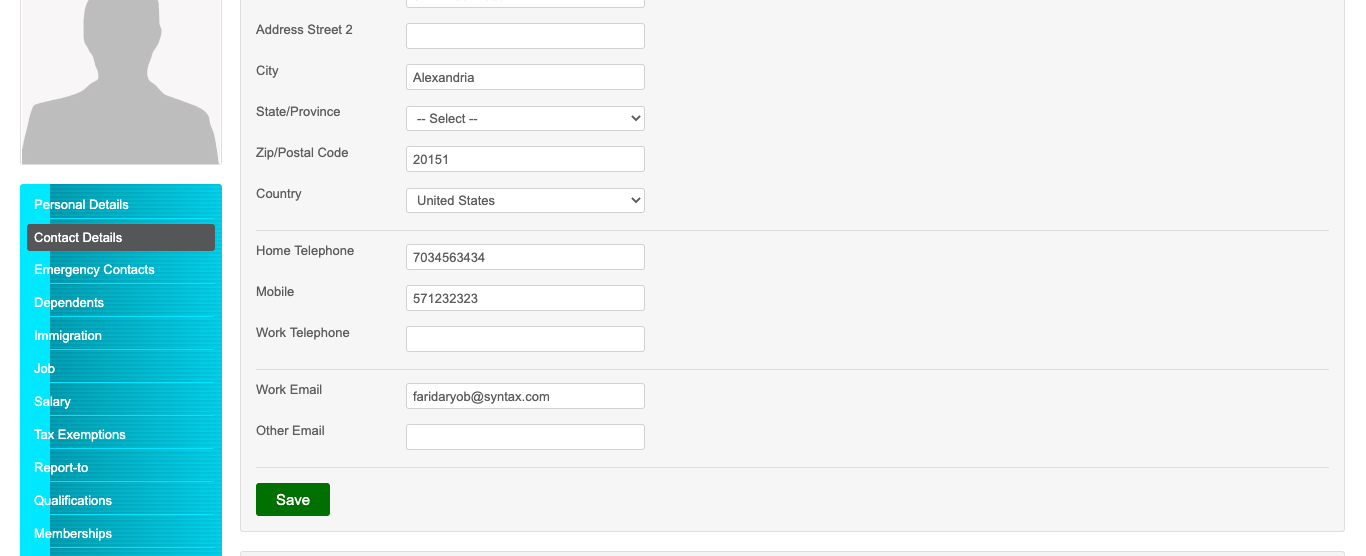 Address Street 2
City Alexandria
State/Province -- Select --
Zip/Postal Code 20151
Country United States
Home Telephone 7034563434
Mobile 571232323
Work Telephone
Work Email faridaryob@syntax.com
Other Email
Save
Personal Details
Contact Details
Emergency Contacts
Dependents
Immigration
Job
Salary
Tax Exemptions
Report-to
Qualifications
Memberships